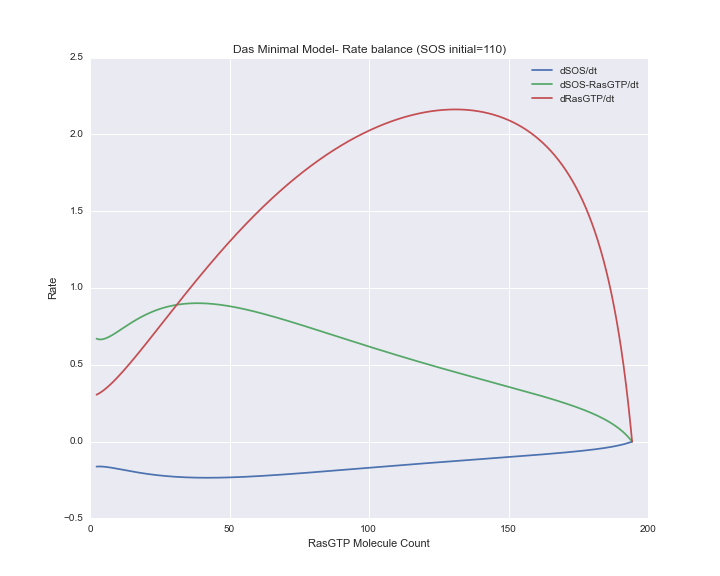 Das Minimal Model- Rate balance (SOS initial=110)
2.5
dSOS/dt
dSOS-RasGTP/dt
dRasGTP/dt
2.0
1.5
1.0
Rate
0.5
0.0
−0.5
0 50 100 150 200
RasGTP Molecule Count